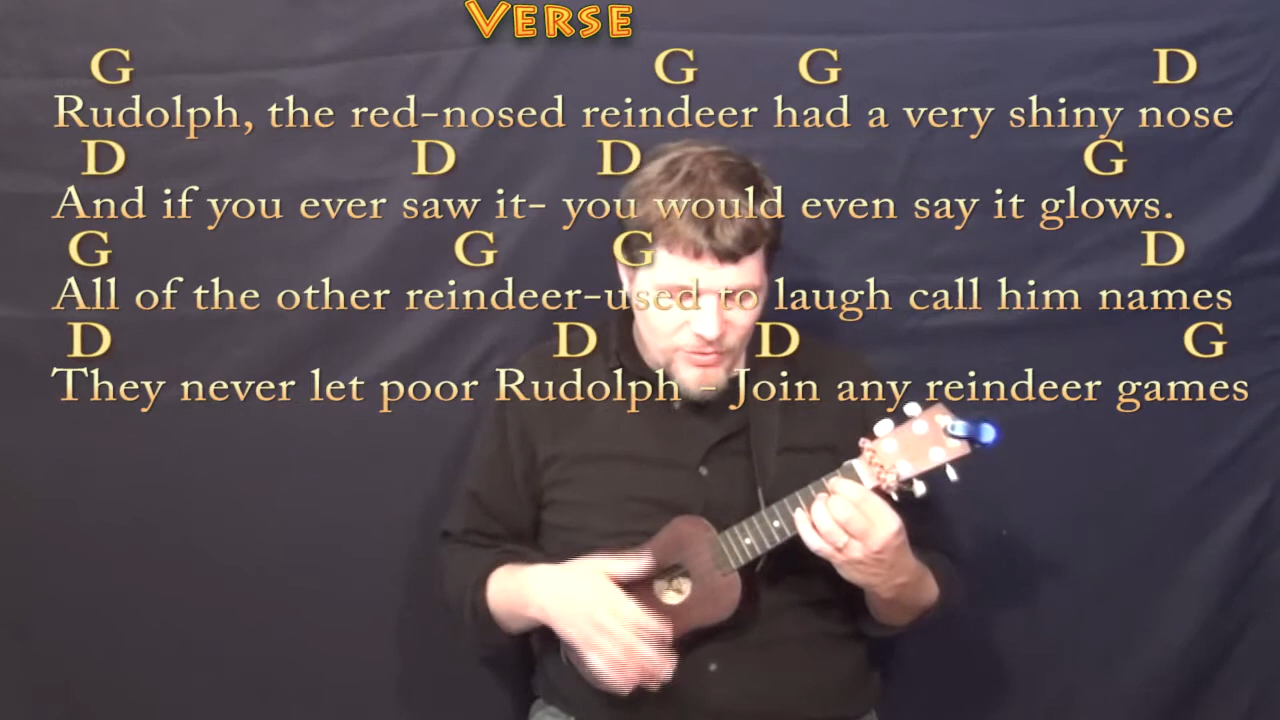 VERSE
G G G D
Rudolph, the red-nosed reindeer had a very shiny nose
D D D G
And if you ever saw it- you would even say it glows.
G G G D
All of the other reindeer-used to laugh call him names
D D D G
They never let poor Rudolph - Join any reindeer games